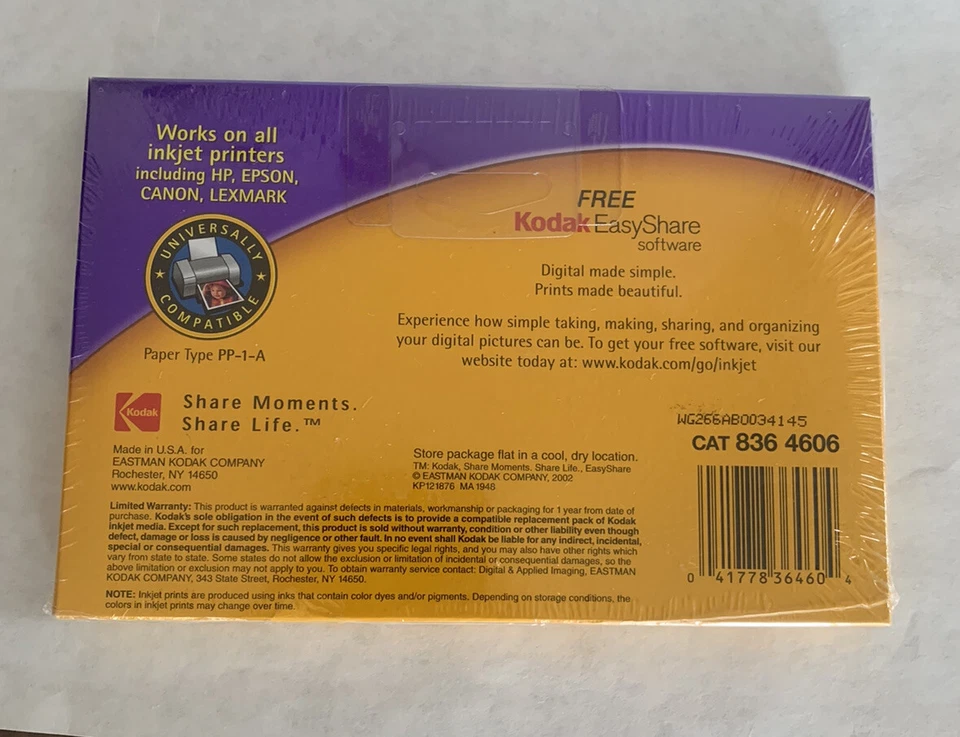 Works on all
inkjet printers
including HP, EPSON,
CANON, LEXMARK
UNIVERSALLY
COMPATIBLE
Paper Type PP-1-A
FREE
Kodak EasyShare
software
Digital made simple.
Prints made beautiful.
Experience how simple taking, making, sharing, and organizing
your digital pictures can be. To get your free software, visit our
website today at: www.kodak.com/go/inkjet
Kodak
Share Moments.
Share Life.™
Made in U.S.A. for
EASTMAN KODAK COMPANY
Rochester, NY 14650
www.kodak.com
Store package flat in a cool, dry location.
TM: Kodak, Share Moments. Share Life., EasyShare
© EASTMAN KODAK COMPANY, 2002
KP121876 MA 1948
WG266AB0034145
CAT 836 4606
0 41778 36460 4
Limited Warranty: This product is warranted against defects in materials, workmanship or packaging for 1 year from date of
purchase. Kodak's sole obligation in the event of such defects is to provide a compatible replacement pack of Kodak
inkjet media. Except for such replacement, this product is sold without warranty, condition or other liability even though
defect, damage or loss is caused by negligence or other fault. In no event shall Kodak be liable for any indirect, incidental,
special or consequential damages. This warranty gives you specific legal rights, and you may also have other rights which
vary from state to state. Some states do not allow the exclusion or limitation of incidental or consequential damages, so the
above limitation or exclusion may not apply to you. To obtain warranty service contact: Digital & Applied Imaging, EASTMAN
KODAK COMPANY, 343 State Street, Rochester, NY 14650.
NOTE: Inkjet prints are produced using inks that contain color dyes and/or pigments. Depending on storage conditions, the
colors in inkjet prints may change over time.